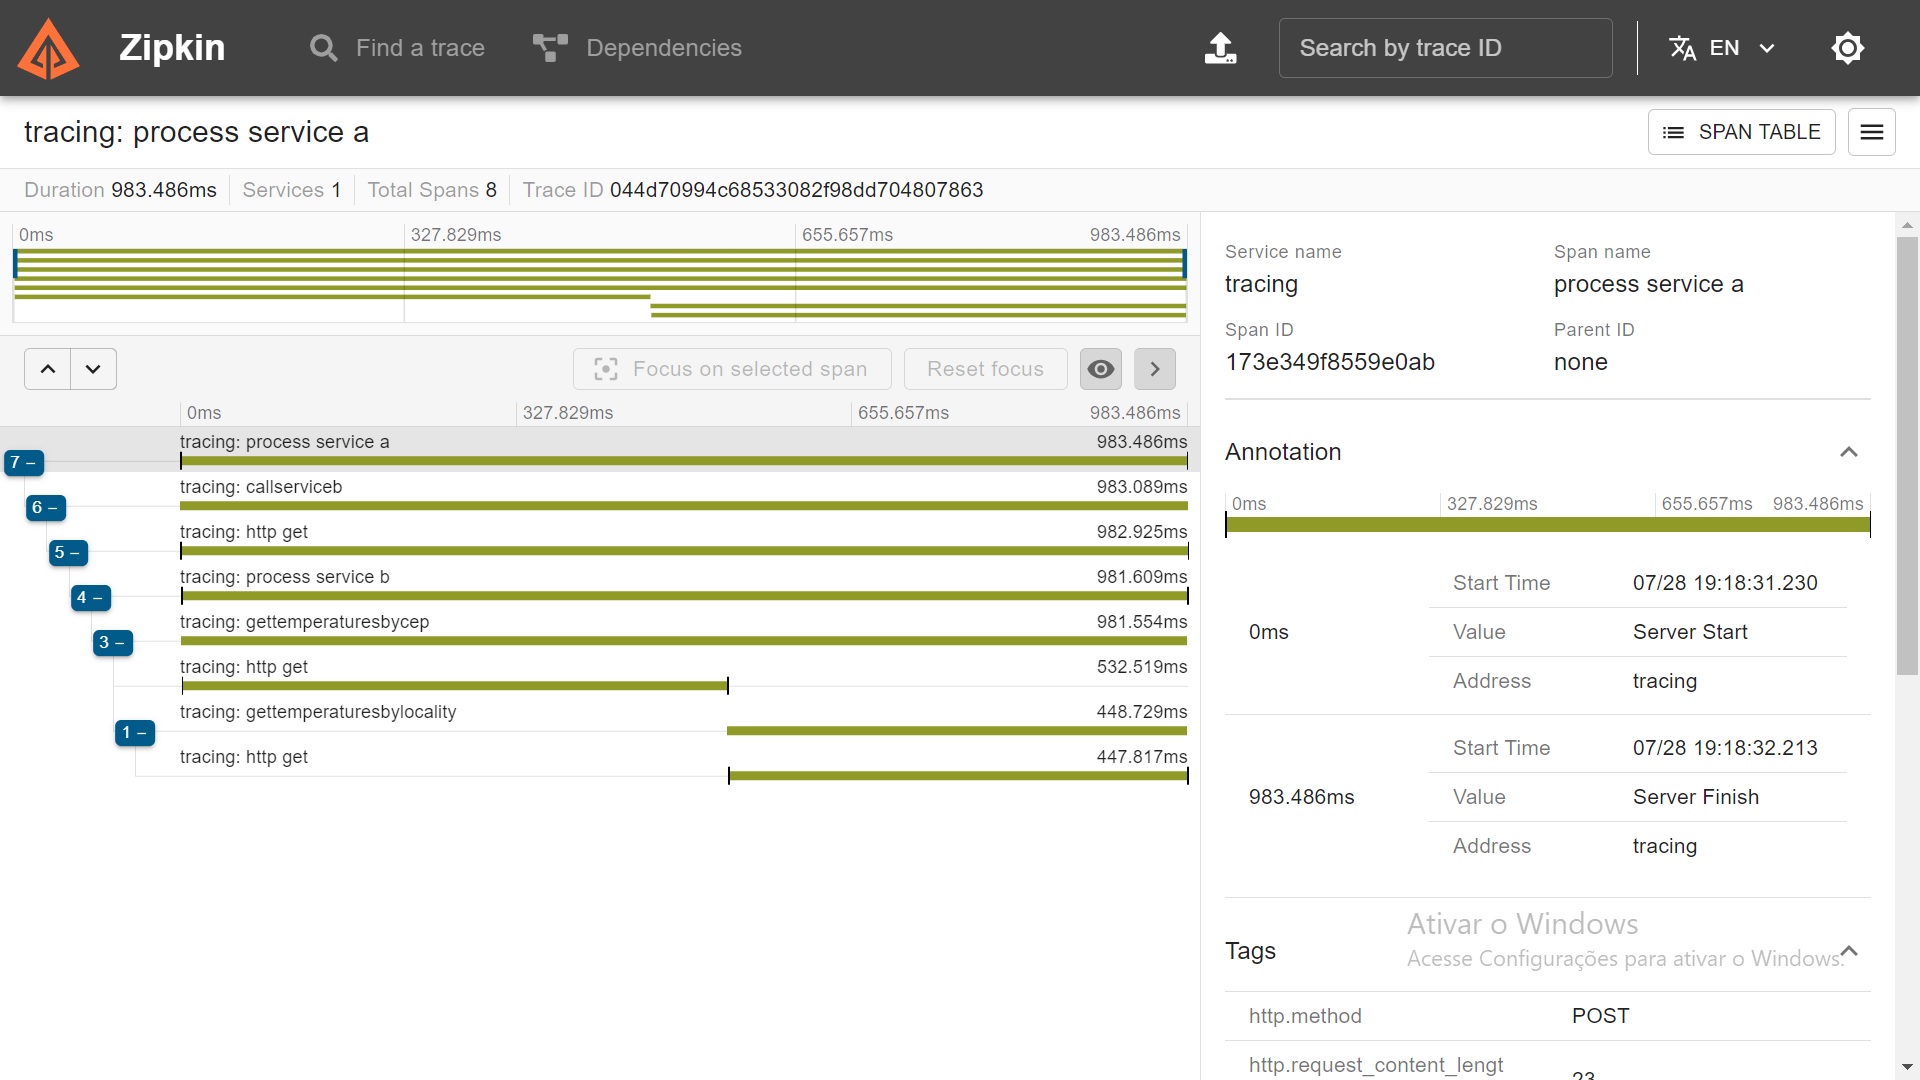 Zipkin
Find a trace
Dependencies
Search by trace ID
EN
tracing: process service a
SPAN TABLE
Duration 983.486ms
Services 1
Total Spans 8
Trace ID 044d70994c68533082f98dd704807863
0ms 327.829ms 655.657ms 983.486ms
Focus on selected span
Reset focus
0ms 327.829ms 655.657ms 983.486ms
tracing: process service a 983.486ms
7 –
tracing: callserviceb 983.089ms
6 –
tracing: http get 982.925ms
5 –
tracing: process service b 981.609ms
4 –
tracing: gettemperaturesbycep 981.554ms
3 –
tracing: http get 532.519ms
tracing: gettemperaturesbylocality 448.729ms
1 –
tracing: http get 447.817ms
Service name
tracing
Span name
process service a
Span ID
173e349f8559e0ab
Parent ID
none
Annotation
0ms 327.829ms 655.657ms 983.486ms
0ms
Start Time 07/28 19:18:31.230
Value Server Start
Address tracing
983.486ms
Start Time 07/28 19:18:32.213
Value Server Finish
Address tracing
Tags
Ativar o Windows
Acesse Configurações para ativar o Windows.
http.method POST
http.request_content_lengt 23